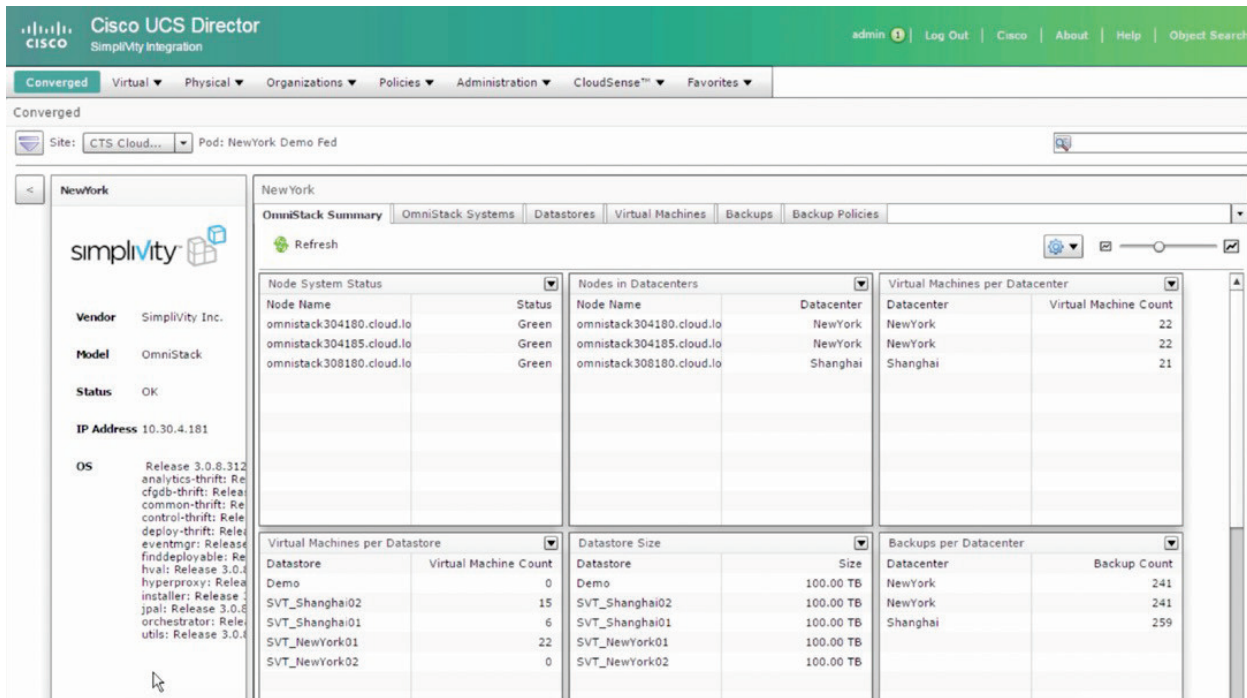 Cisco UCS Director
CISCO SimpliVity Integration
admin 1 | Log Out | Cisco | About | Help | Object Search
Converged Virtual Physical Organizations Policies Administration CloudSense™ Favorites
Converged
Site: CTS Cloud... Pod: NewYork Demo Fed
<
NewYork
simplivity
Vendor SimpliVity Inc.
Model OmniStack
Status OK
IP Address 10.30.4.181
OS Release 3.0.8.312
analytics-thrift: Re
cfgdb-thrift: Relea
common-thrift: Re
control-thrift: Rele
deploy-thrift: Relea
eventmgr: Release
finddeployable: Re
hval: Release 3.0.8
hyperproxy: Relea
installer: Release
jpal: Release 3.0.8
orchestrator: Rele
utils: Release 3.0.8
NewYork
OmniStack Summary OmniStack Systems Datastores Virtual Machines Backups Backup Policies
Refresh
Node System Status
Node Name Status
omnistack304180.cloud.lo Green
omnistack304185.cloud.lo Green
omnistack308180.cloud.lo Green
Nodes in Datacenters
Node Name Datacenter
omnistack304180.cloud.lo NewYork
omnistack304185.cloud.lo NewYork
omnistack308180.cloud.lo Shanghai
Virtual Machines per Datacenter
Datacenter Virtual Machine Count
NewYork 22
NewYork 22
Shanghai 21
Virtual Machines per Datastore
Datastore Virtual Machine Count
Demo 0
SVT_Shanghai02 15
SVT_Shanghai01 6
SVT_NewYork01 22
SVT_NewYork02 0
Datastore Size
Datastore Size
Demo 100.00 TB
SVT_Shanghai02 100.00 TB
SVT_Shanghai01 100.00 TB
SVT_NewYork01 100.00 TB
SVT_NewYork02 100.00 TB
Backups per Datacenter
Datacenter Backup Count
NewYork 241
NewYork 241
Shanghai 259